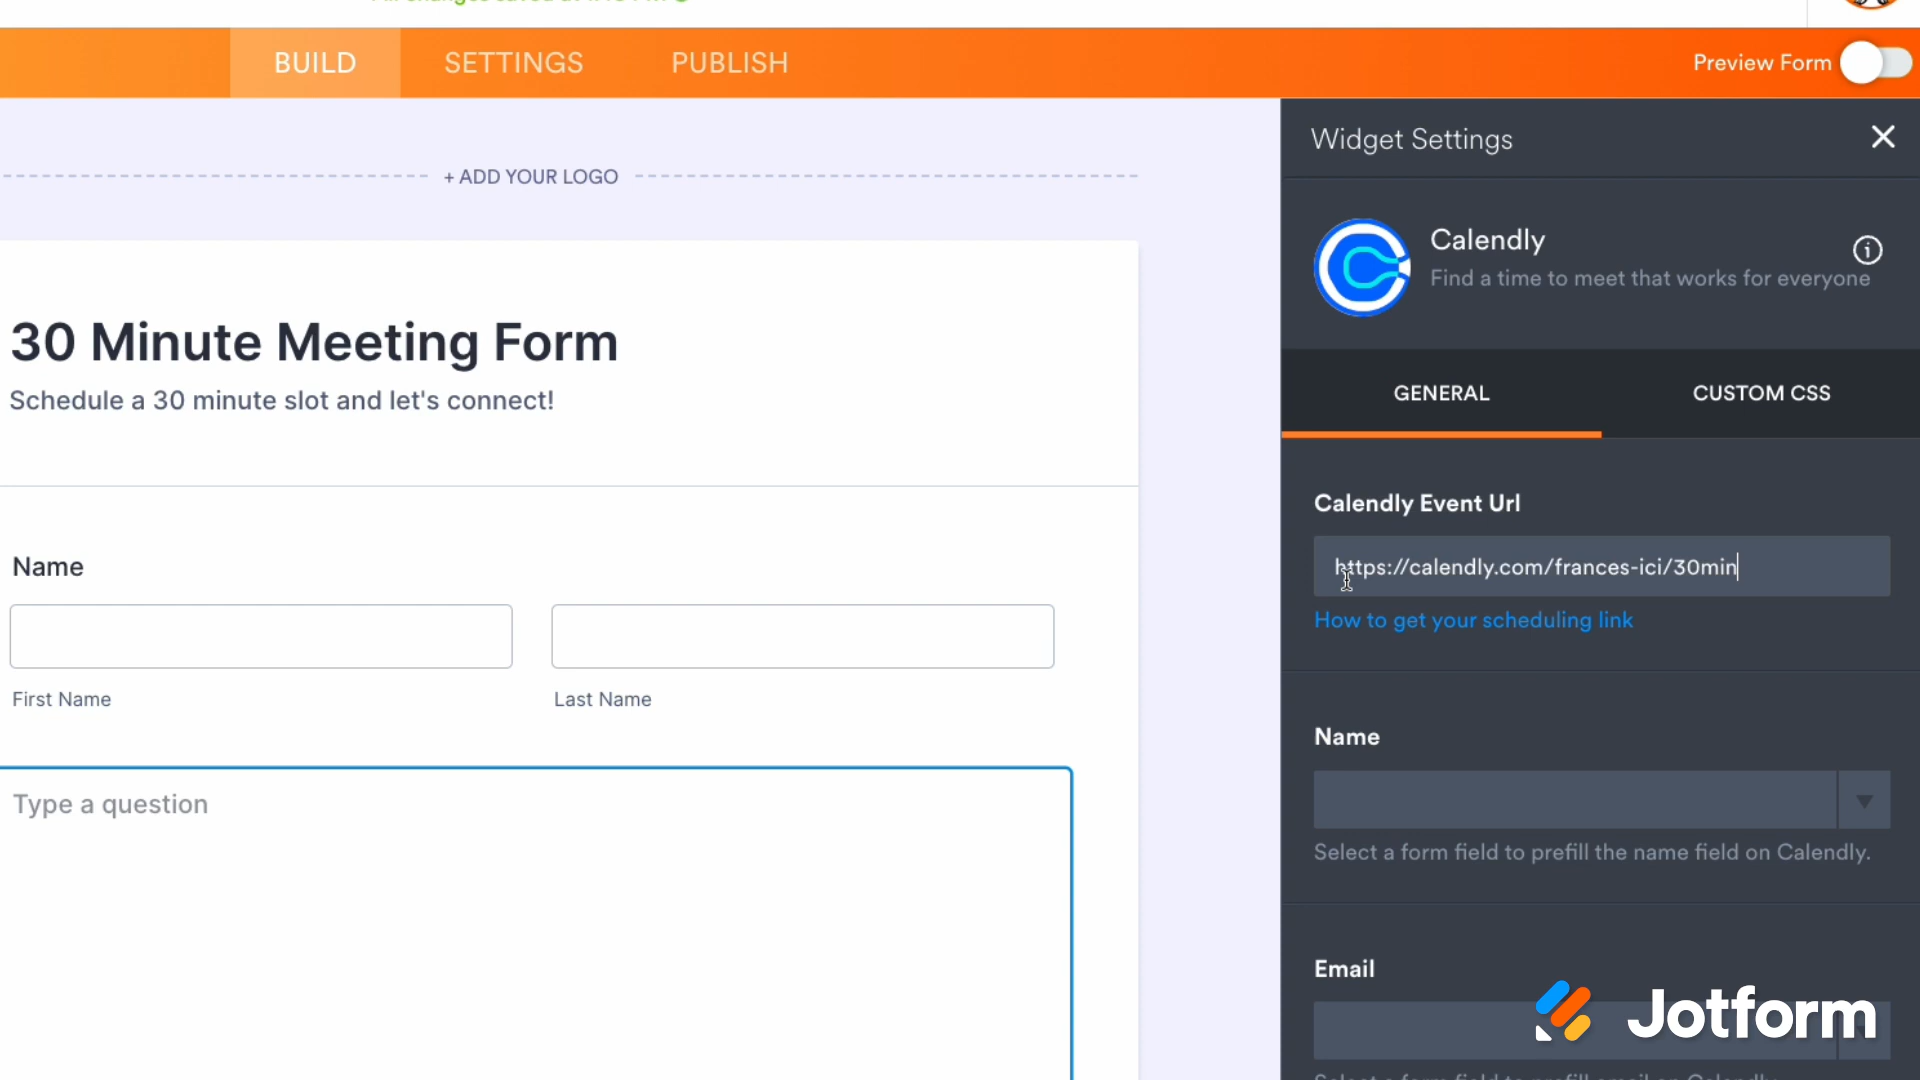 BUILD
SETTINGS
PUBLISH
Preview Form
+ ADD YOUR LOGO
30 Minute Meeting Form
Schedule a 30 minute slot and let's connect!
Name
First Name
Last Name
Type a question
Widget Settings
Calendly
Find a time to meet that works for everyone
GENERAL
CUSTOM CSS
Calendly Event Url
https://calendly.com/frances-ici/30min
How to get your scheduling link
Name
Select a form field to prefill the name field on Calendly.
Email
Jotform